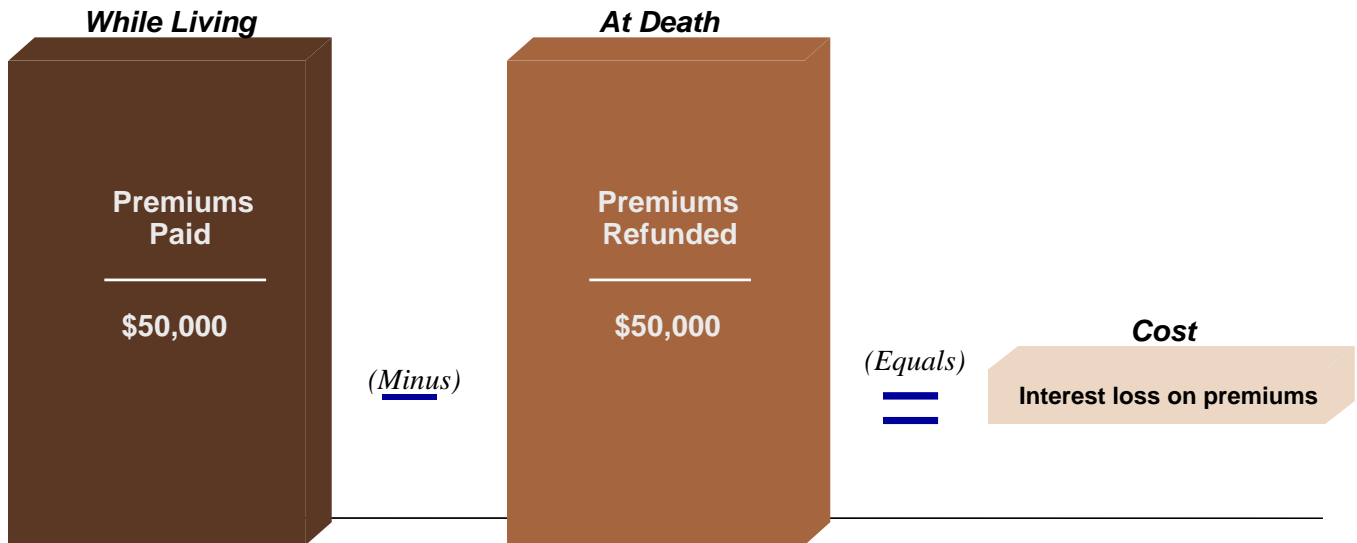 While Living
At Death
Premiums
Paid
$50,000
(Minus)
Premiums
Refunded
$50,000
(Equals)
Cost
Interest loss on premiums